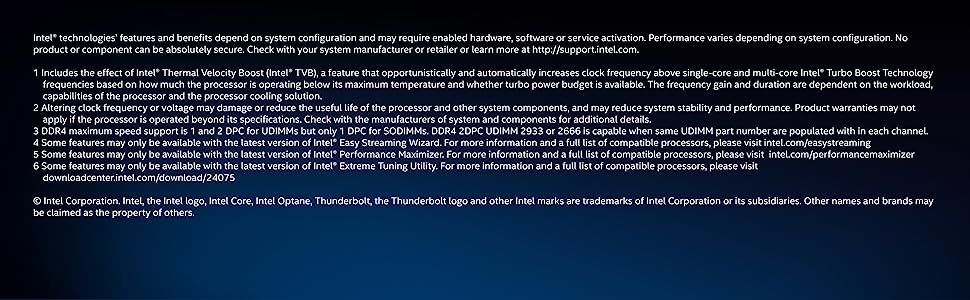 Intel® technologies' features and benefits depend on system configuration and may require enabled hardware, software or service activation. Performance varies depending on system configuration. No
product or component can be absolutely secure. Check with your system manufacturer or retailer or learn more at http://support.intel.com.
1 Includes the effect of Intel® Thermal Velocity Boost (Intel® TVB), a feature that opportunistically and automatically increases clock frequency above single-core and multi-core Intel® Turbo Boost Technology
frequencies based on how much the processor is operating below its maximum temperature and whether turbo power budget is available. The frequency gain and duration are dependent on the workload,
capabilities of the processor and the processor cooling solution.
2 Altering clock frequency or voltage may damage or reduce the useful life of the processor and other system components, and may reduce system stability and performance. Product warranties may not
apply if the processor is operated beyond its specifications. Check with the manufacturers of system and components for additional details.
3 DDR4 maximum speed support is 1 and 2 DPC for UDIMMs but only 1 DPC for SODIMMs. DDR4 2DPC UDIMM 2933 or 2666 is capable when same UDIMM part number are populated with in each channel.
4 Some features may only be available with the latest version of Intel® Easy Streaming Wizard. For more information and a full list of compatible processors, please visit intel.com/easystreaming
5 Some features may only be available with the latest version of Intel® Performance Maximizer. For more information and a full list of compatible processors, please visit intel.com/performancemaximizer
6 Some features may only be available with the latest version of Intel® Extreme Tuning Utility. For more information and a full list of compatible processors, please visit
downloadcenter.intel.com/download/24075
© Intel Corporation. Intel, the Intel logo, Intel Core, Intel Optane, Thunderbolt, the Thunderbolt logo and other Intel marks are trademarks of Intel Corporation or its subsidiaries. Other names and brands may
be claimed as the property of others.